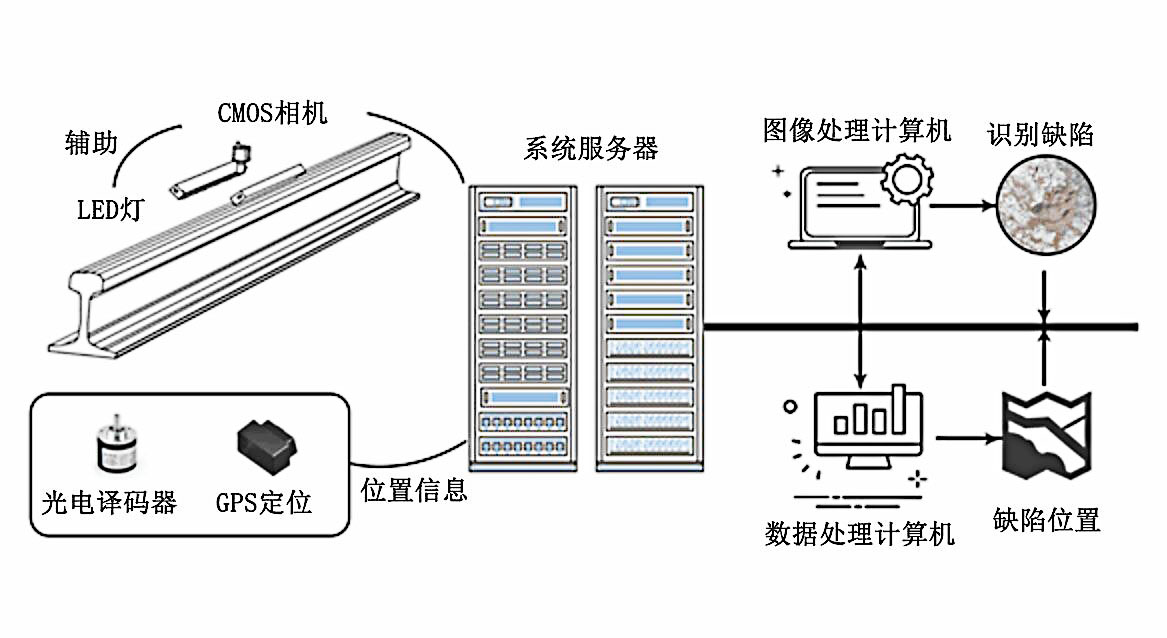 CMOS相机
辅助
LED灯
系统服务器
图像处理计算机
识别缺陷
光电译码器
GPS定位
位置信息
数据处理计算机
缺陷位置